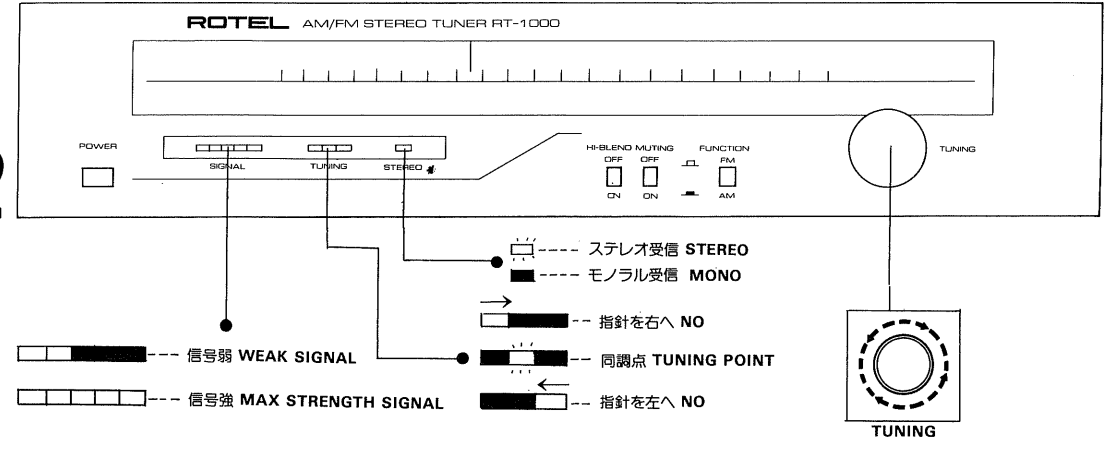 ROTEL AM/FM STEREO TUNER RT-1000
POWER
SIGNAL
TUNING
STEREO
HI-BLEND MUTING FUNCTION
OFF OFF FM
ON ON AM
TUNING
ステレオ受信 STEREO
モノラル受信 MONO
指針を右へ NO
信号弱 WEAK SIGNAL
同調点 TUNING POINT
信号強 MAX STRENGTH SIGNAL
指針を左へ NO
TUNING